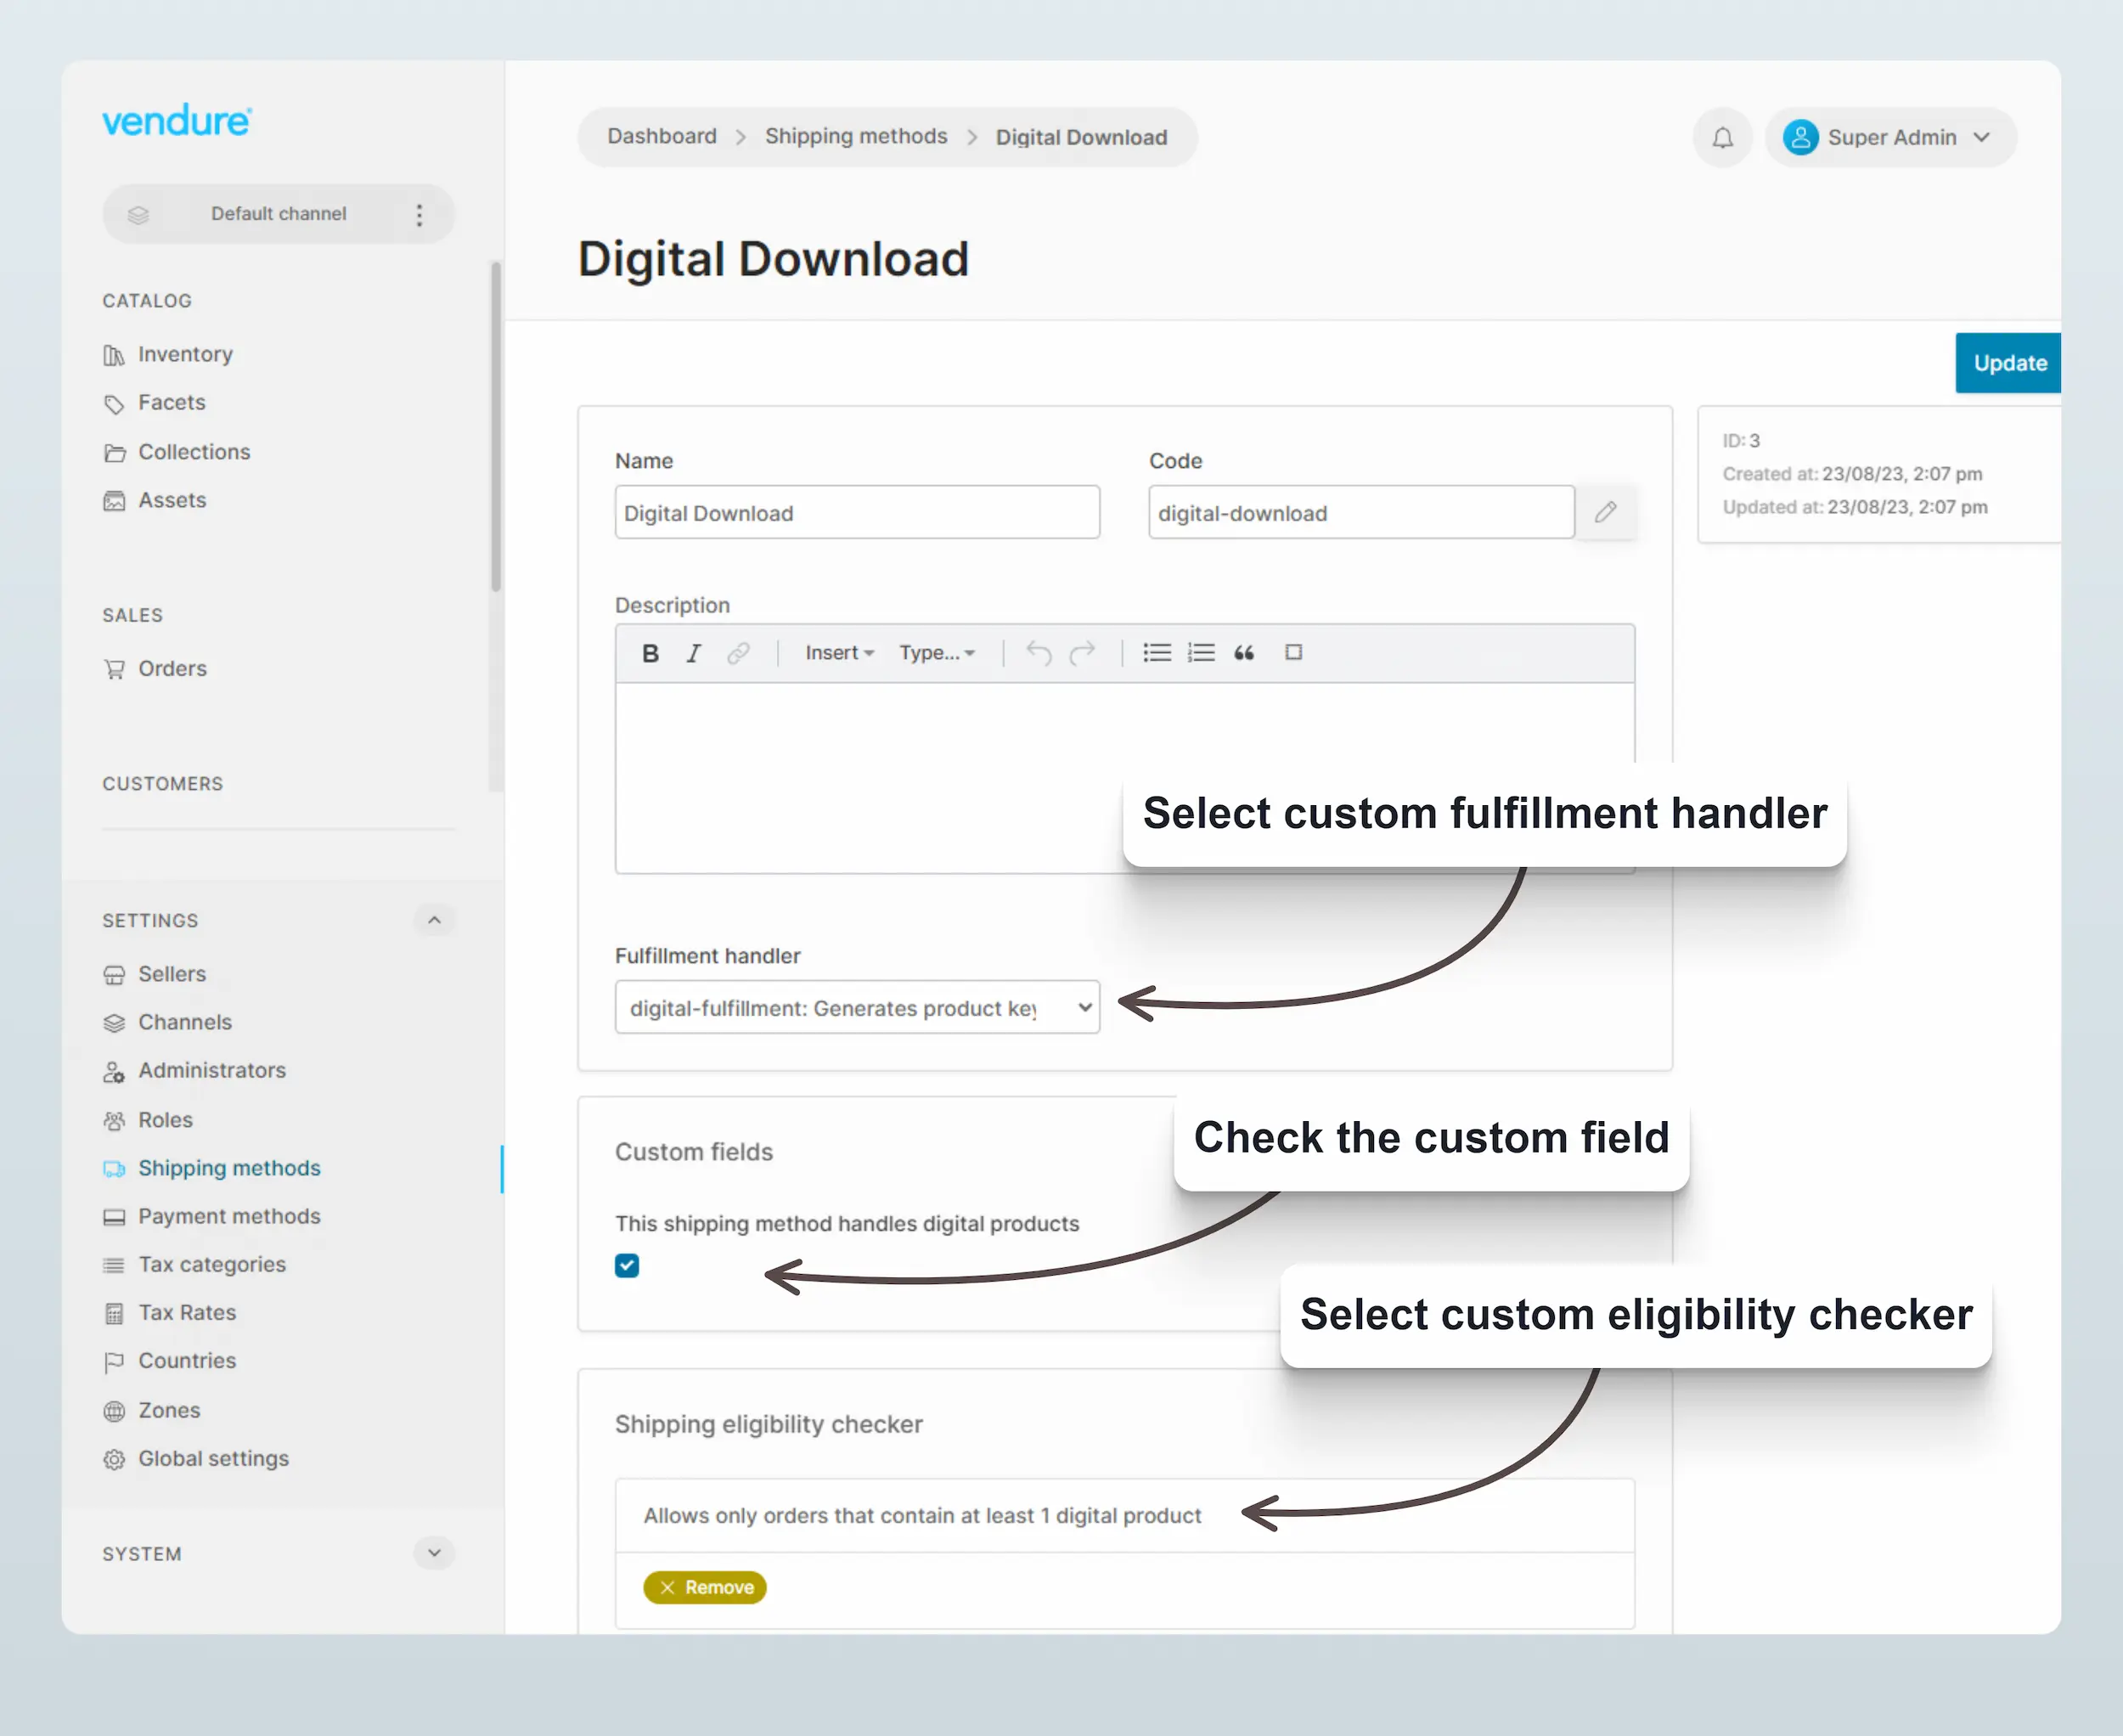 vendure
Default channel
CATALOG
Inventory
Facets
Collections
Assets
SALES
Orders
CUSTOMERS
SETTINGS
Sellers
Channels
Administrators
Roles
Shipping methods
Payment methods
Tax categories
Tax Rates
Countries
Zones
Global settings
SYSTEM
Dashboard > Shipping methods > Digital Download
Super Admin
Digital Download
Update
Name
Digital Download
Code
digital-download
ID: 3
Created at: 23/08/23, 2:07 pm
Updated at: 23/08/23, 2:07 pm
Description
B I Insert Type...
Select custom fulfillment handler
Fulfillment handler
digital-fulfillment: Generates product key
Check the custom field
Custom fields
This shipping method handles digital products
Select custom eligibility checker
Shipping eligibility checker
Allows only orders that contain at least 1 digital product
Remove